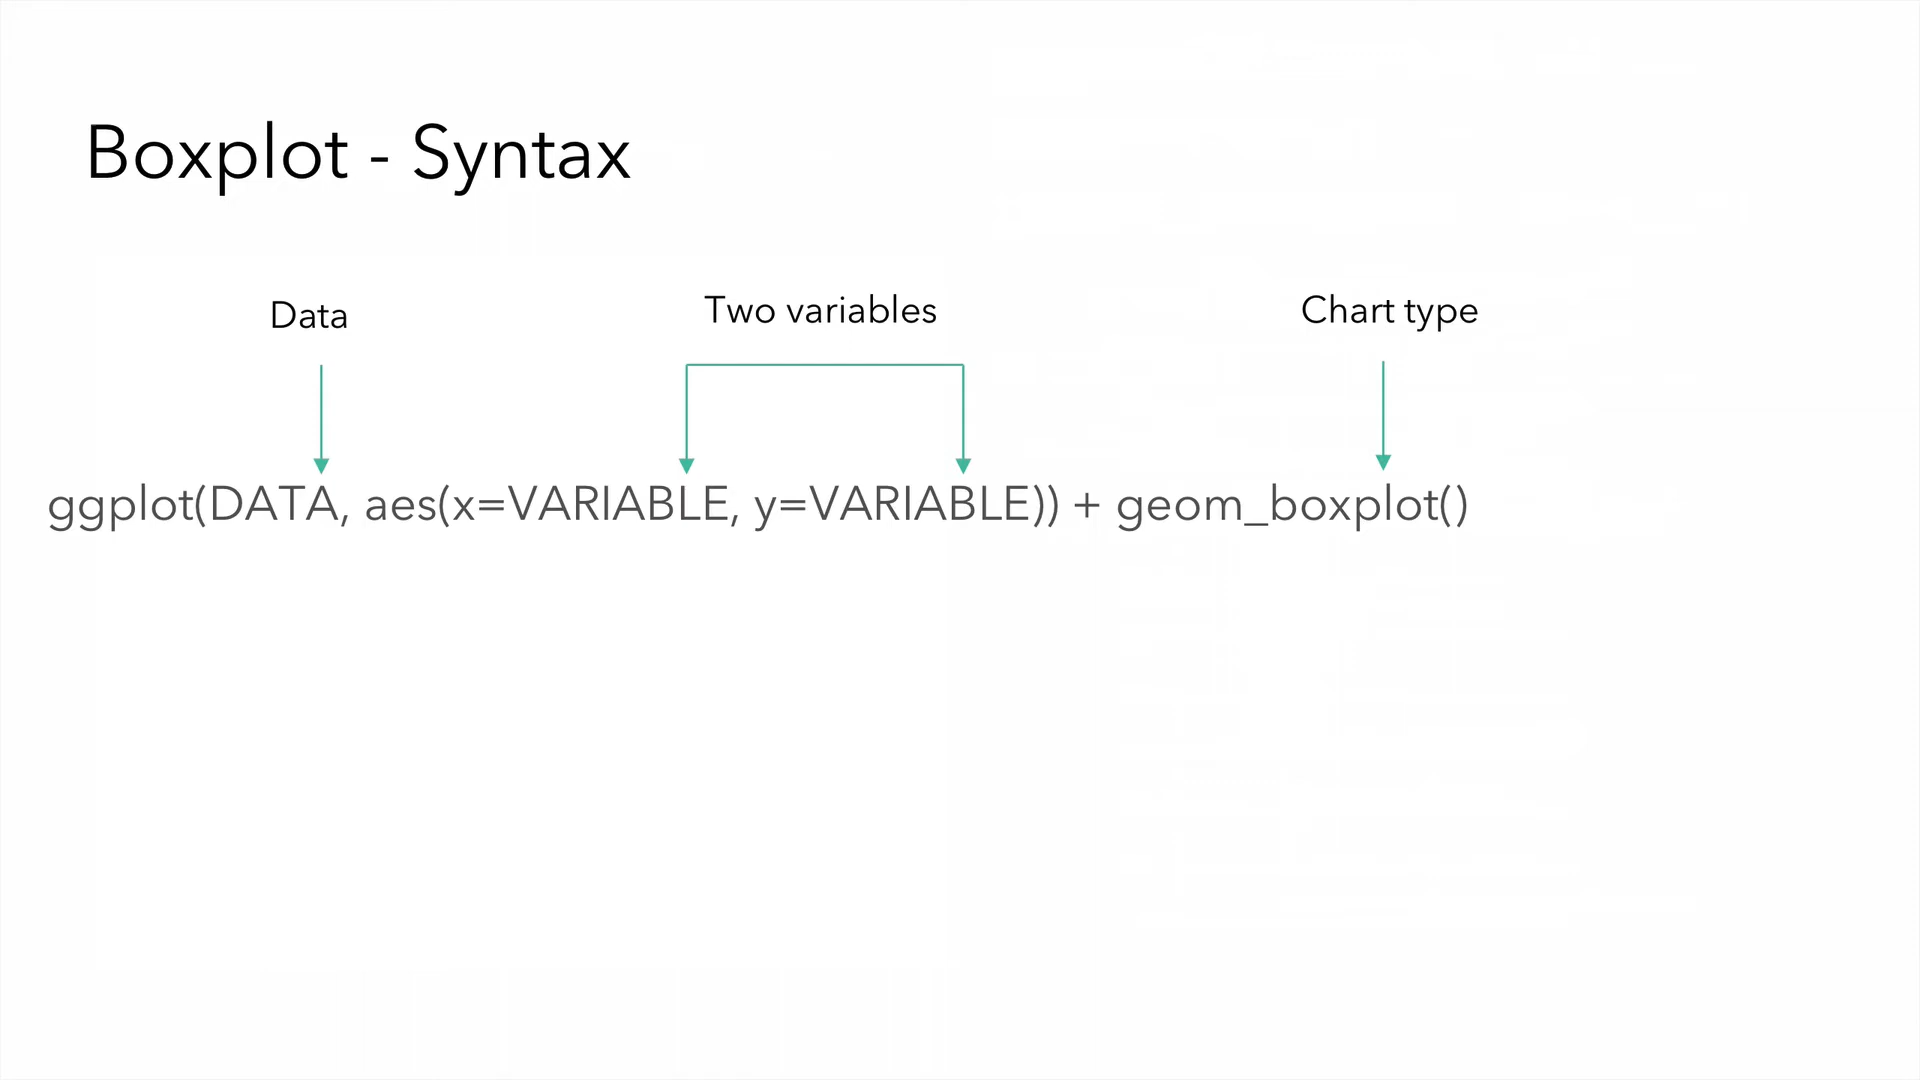 Boxplot - Syntax
Data
Two variables
Chart type
ggplot(DATA, aes(x=VARIABLE, y=VARIABLE)) + geom_boxplot()